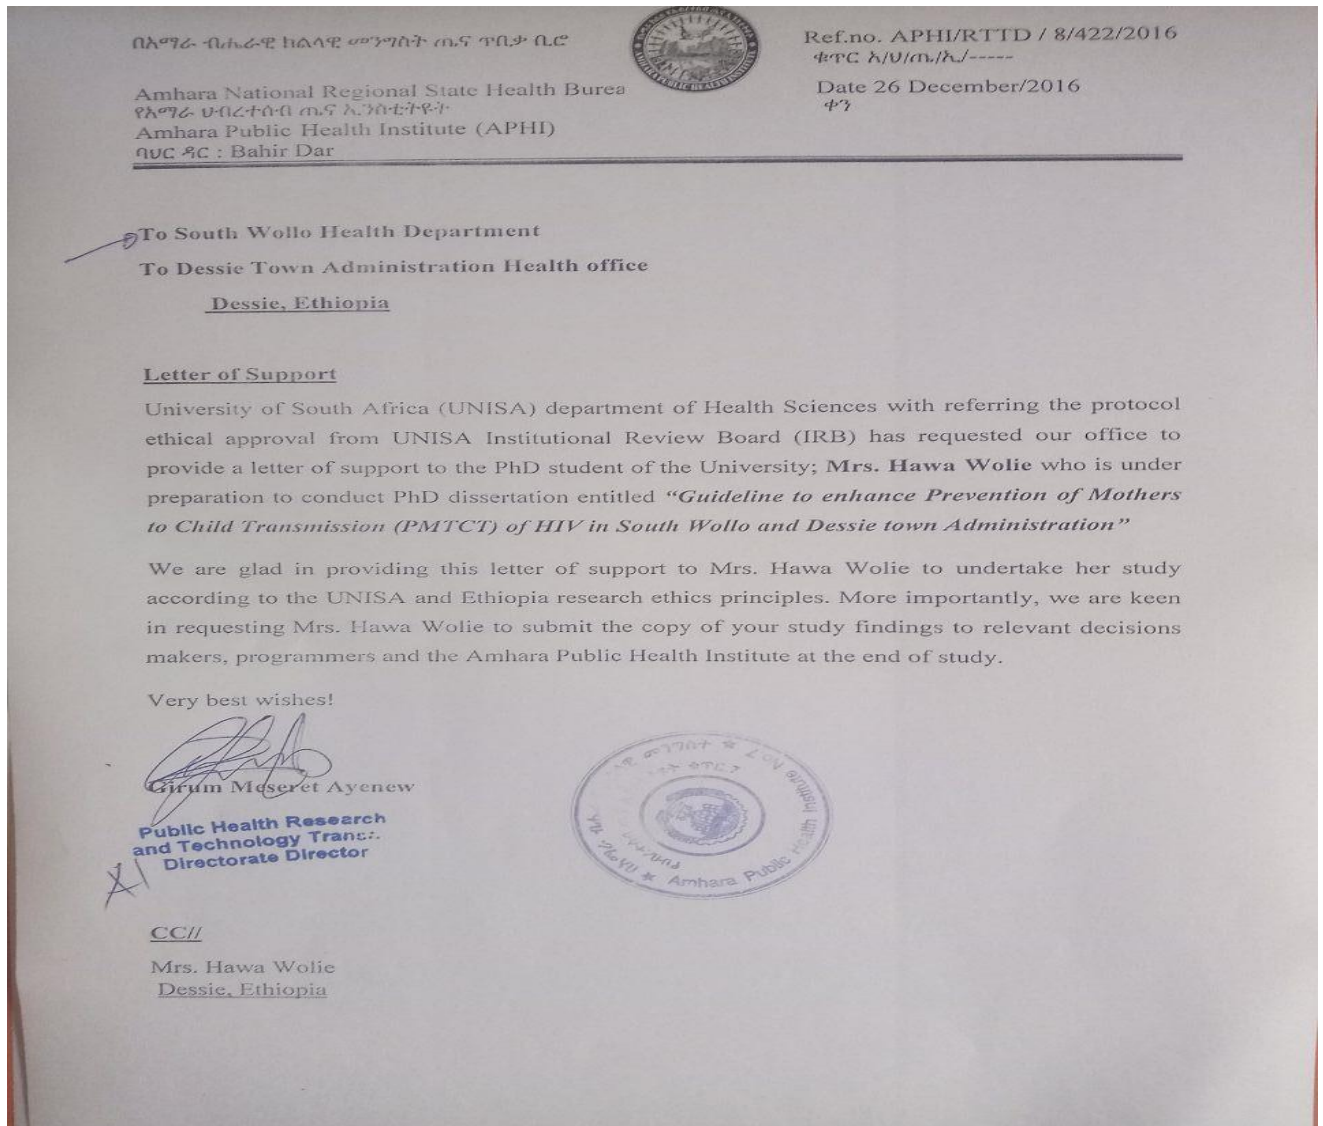 በአማራ ብሔራዊ ክልላዊ መንግስት ጤና ጥበቃ ቢሮ
Amhara National Regional State Health Burea
የአማራ ህብረተሰብ ጤና ኢንስቲትዩት
Amhara Public Health Institute (APHI)
ባህር ዳር : Bahir Dar
Ref.no. APHI/RTTD / 8/422/2016
ቁጥር አ/ህ/ጤ/ኢ/-----
Date 26 December/2016
ቀን
To South Wollo Health Department
To Dessie Town Administration Health office
Dessie, Ethiopia
Letter of Support
University of South Africa (UNISA) department of Health Sciences with referring the protocol
ethical approval from UNISA Institutional Review Board (IRB) has requested our office to
provide a letter of support to the PhD student of the University; Mrs. Hawa Wolie who is under
preparation to conduct PhD dissertation entitled “Guideline to enhance Prevention of Mothers
to Child Transmission (PMTCT) of HIV in South Wollo and Dessie town Administration”
We are glad in providing this letter of support to Mrs. Hawa Wolie to undertake her study
according to the UNISA and Ethiopia research ethics principles. More importantly, we are keen
in requesting Mrs. Hawa Wolie to submit the copy of your study findings to relevant decisions
makers, programmers and the Amhara Public Health Institute at the end of study.
Very best wishes!
Girum Meseret Ayenew
Public Health Research
and Technology
Directorate Director
Amhara Public Health Institute
CC//
Mrs. Hawa Wolie
Dessie, Ethiopia